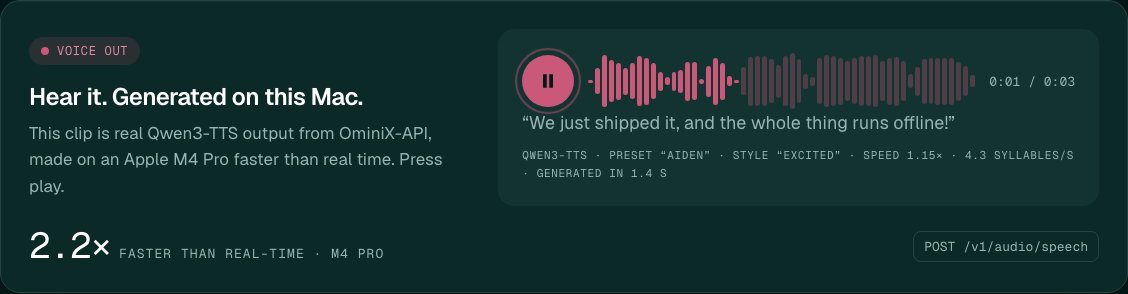 VOICE OUT
Hear it. Generated on this Mac.
This clip is real Qwen3-TTS output from OminiX-API,
made on an Apple M4 Pro faster than real time. Press
play.
2.2× FASTER THAN REAL-TIME · M4 PRO
0:01 / 0:03
“We just shipped it, and the whole thing runs offline!”
QWEN3-TTS · PRESET “AIDEN” · STYLE “EXCITED” · SPEED 1.15× · 4.3 SYLLABLES/S
· GENERATED IN 1.4 S
POST /v1/audio/speech